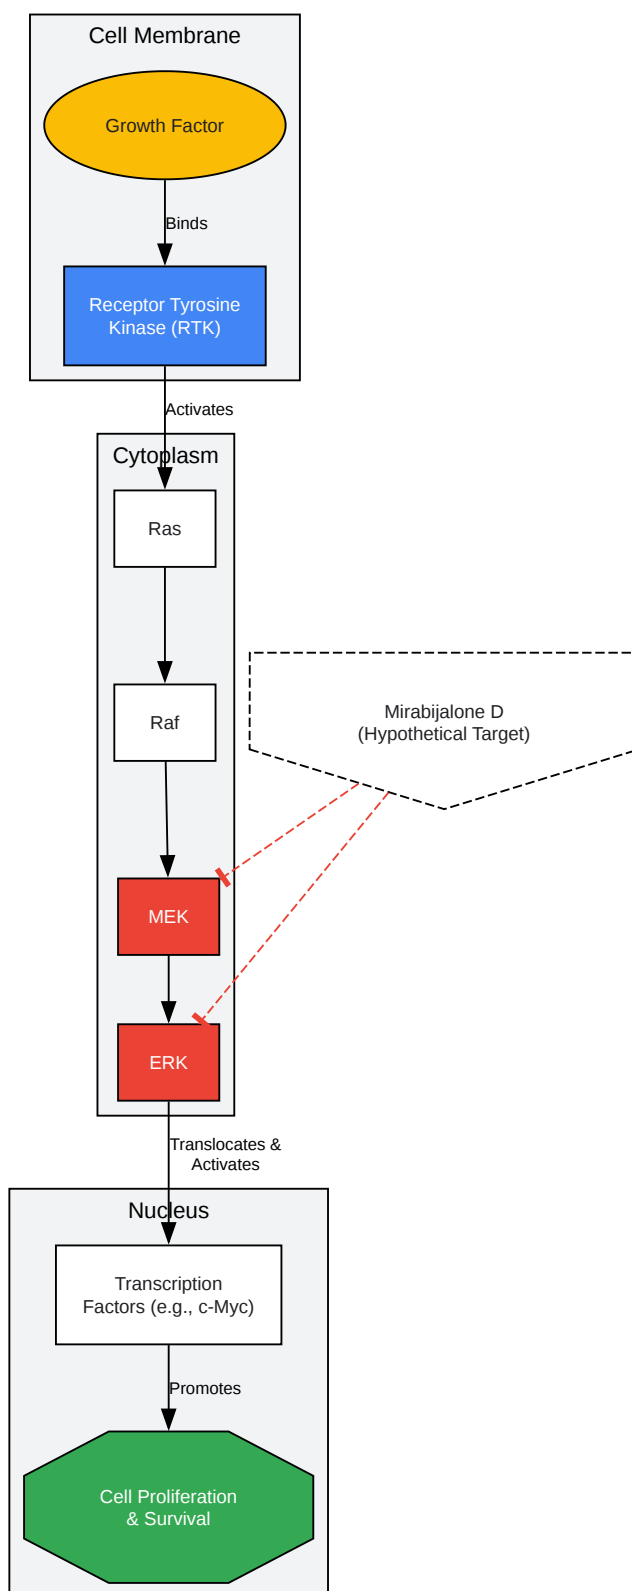 Cell Membrane
Growth Factor
Binds
Receptor Tyrosine
Kinase (RTK)
Activates
Cytoplasm
Ras
Raf
Mirabijalone D
(Hypothetical Target)
MEK
ERK
Translocates &
Activates
Nucleus
Transcription
Factors (e.g., c-Myc)
Promotes
Cell Proliferation
& Survival